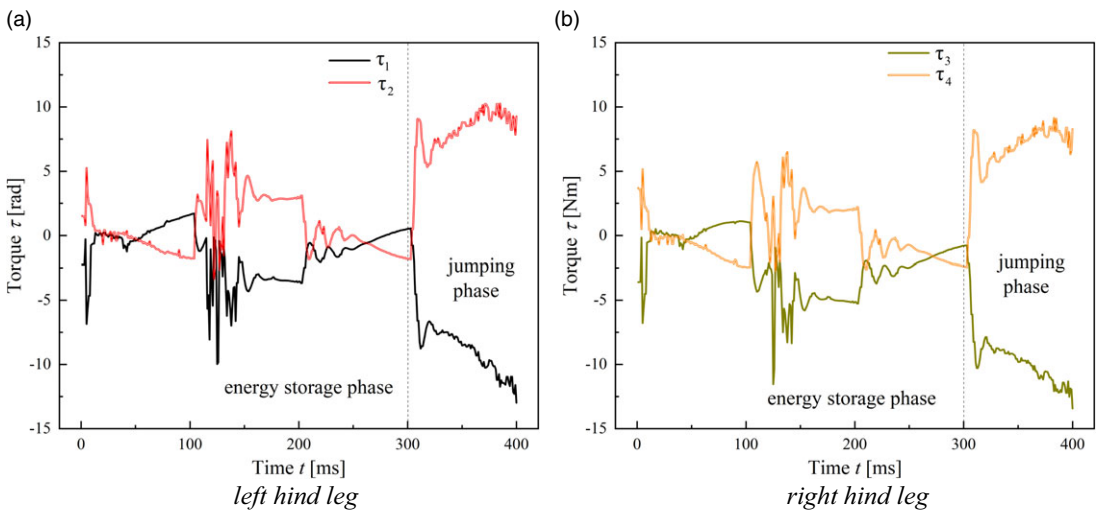 (a)
15
10
5
0
-5
-10
-15
Torque τ [rad]
τ1
τ2
jumping
phase
energy storage phase
0
100
200
300
400
Time t [ms]
left hind leg
(b)
15
10
5
0
-5
-10
-15
Torque τ [Nm]
τ3
τ4
jumping
phase
energy storage phase
0
100
200
300
400
Time t [ms]
right hind leg